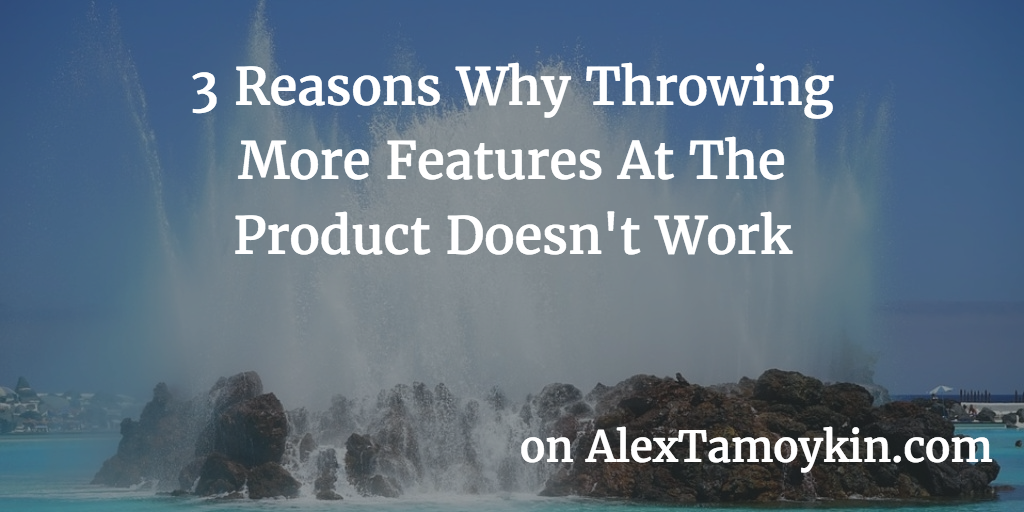 3 Reasons Why Throwing
More Features At The
Product Doesn't Work
on AlexTamoykin.com